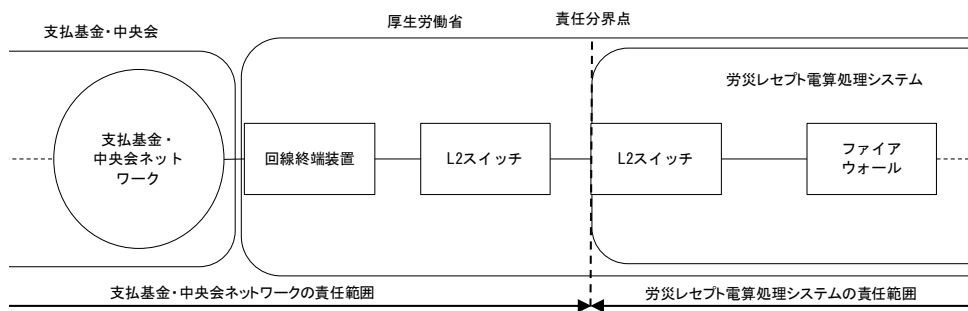 厚生労働省
責任分界点
支払基金・中央会
労災レセプト電算処理システム
支払基金・
中央会ネット
ワーク
回線終端装置
L2スイッチ
L2スイッチ
ファイア
ウォール
支払基金・中央会ネットワークの責任範囲
労災レセプト電算処理システムの責任範囲